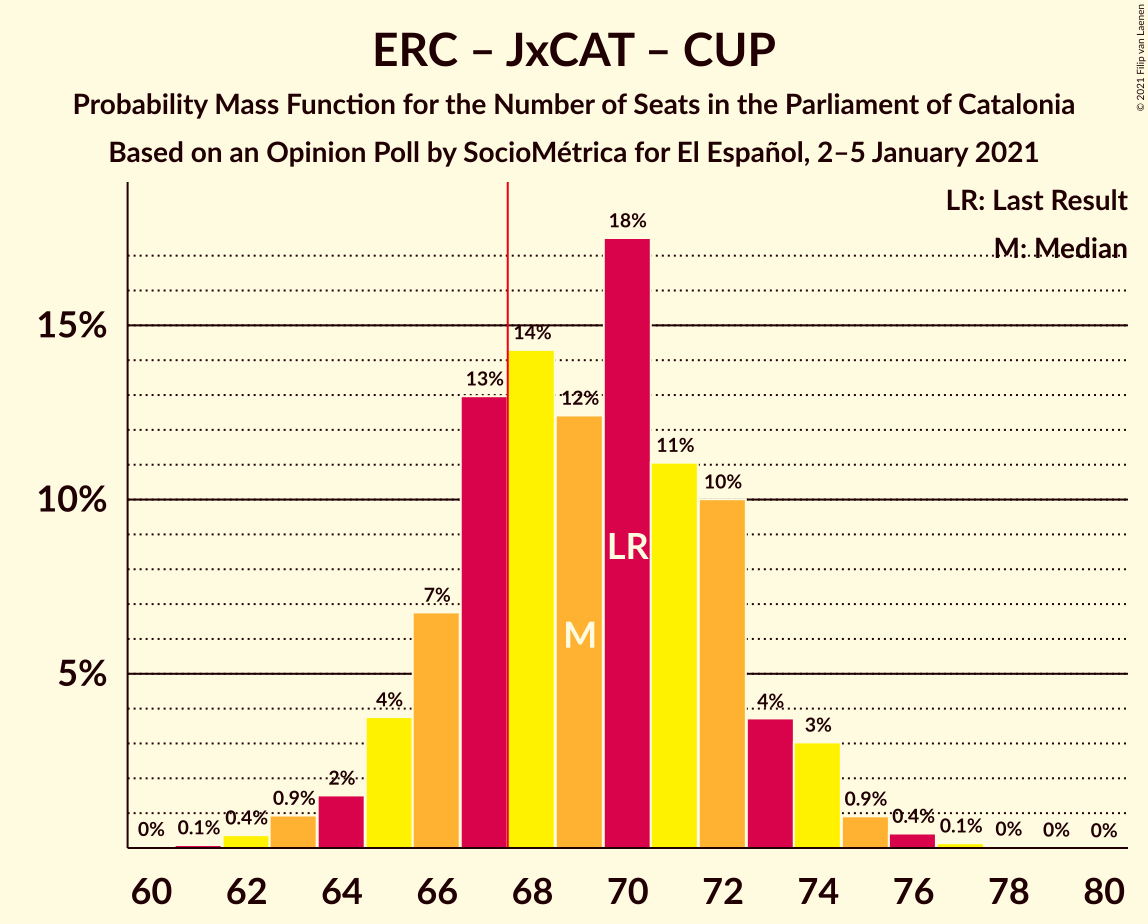 ERC – JxCAT – CUP
Probability Mass Function for the Number of Seats in the Parliament of Catalonia
Based on an Opinion Poll by SocioMétrica for El Español, 2–5 January 2021
© 2021 Filip van Laenen
LR: Last Result
M: Median
15%
10%
5%
0%
0.1%
0.4%
0.9%
2%
4%
7%
13%
14%
12%
18%
11%
10%
4%
3%
0.9%
0.4%
0.1%
0%
0%
0%
LR
M
60 62 64 66 68 70 72 74 76 78 80